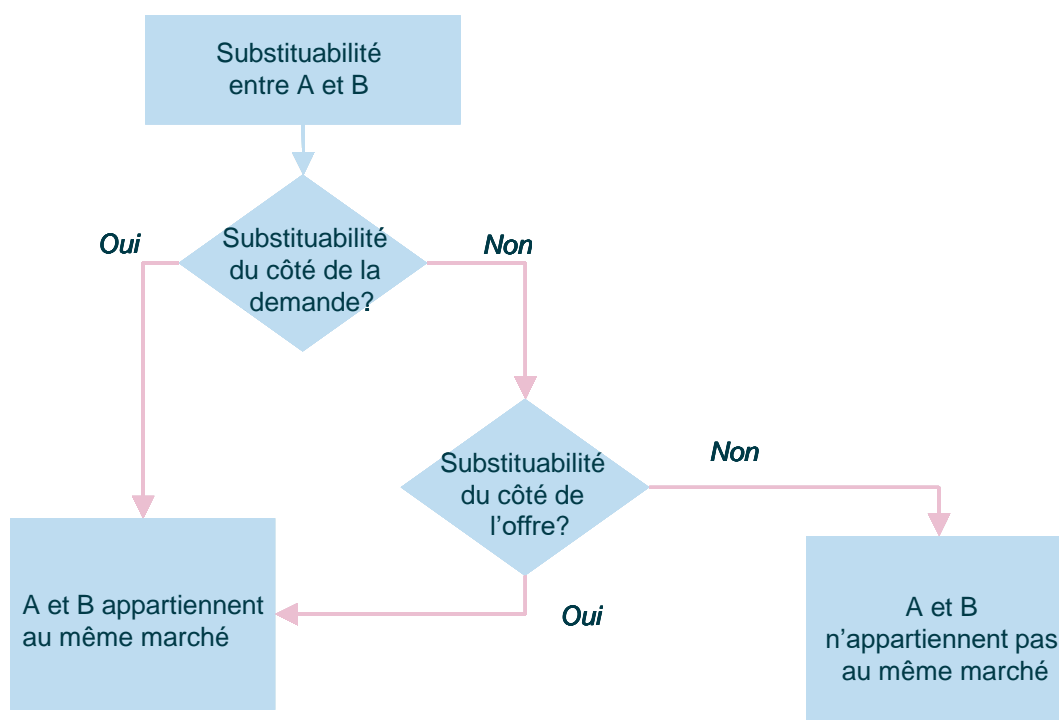 Substituabilité
entre A et B
Oui
Substituabilité
du côté de la
demande?
Non
Substituabilité
du côté de
l’offre?
Non
A et B appartiennent
au même marché
Oui
A et B
n’appartiennent pas
au même marché